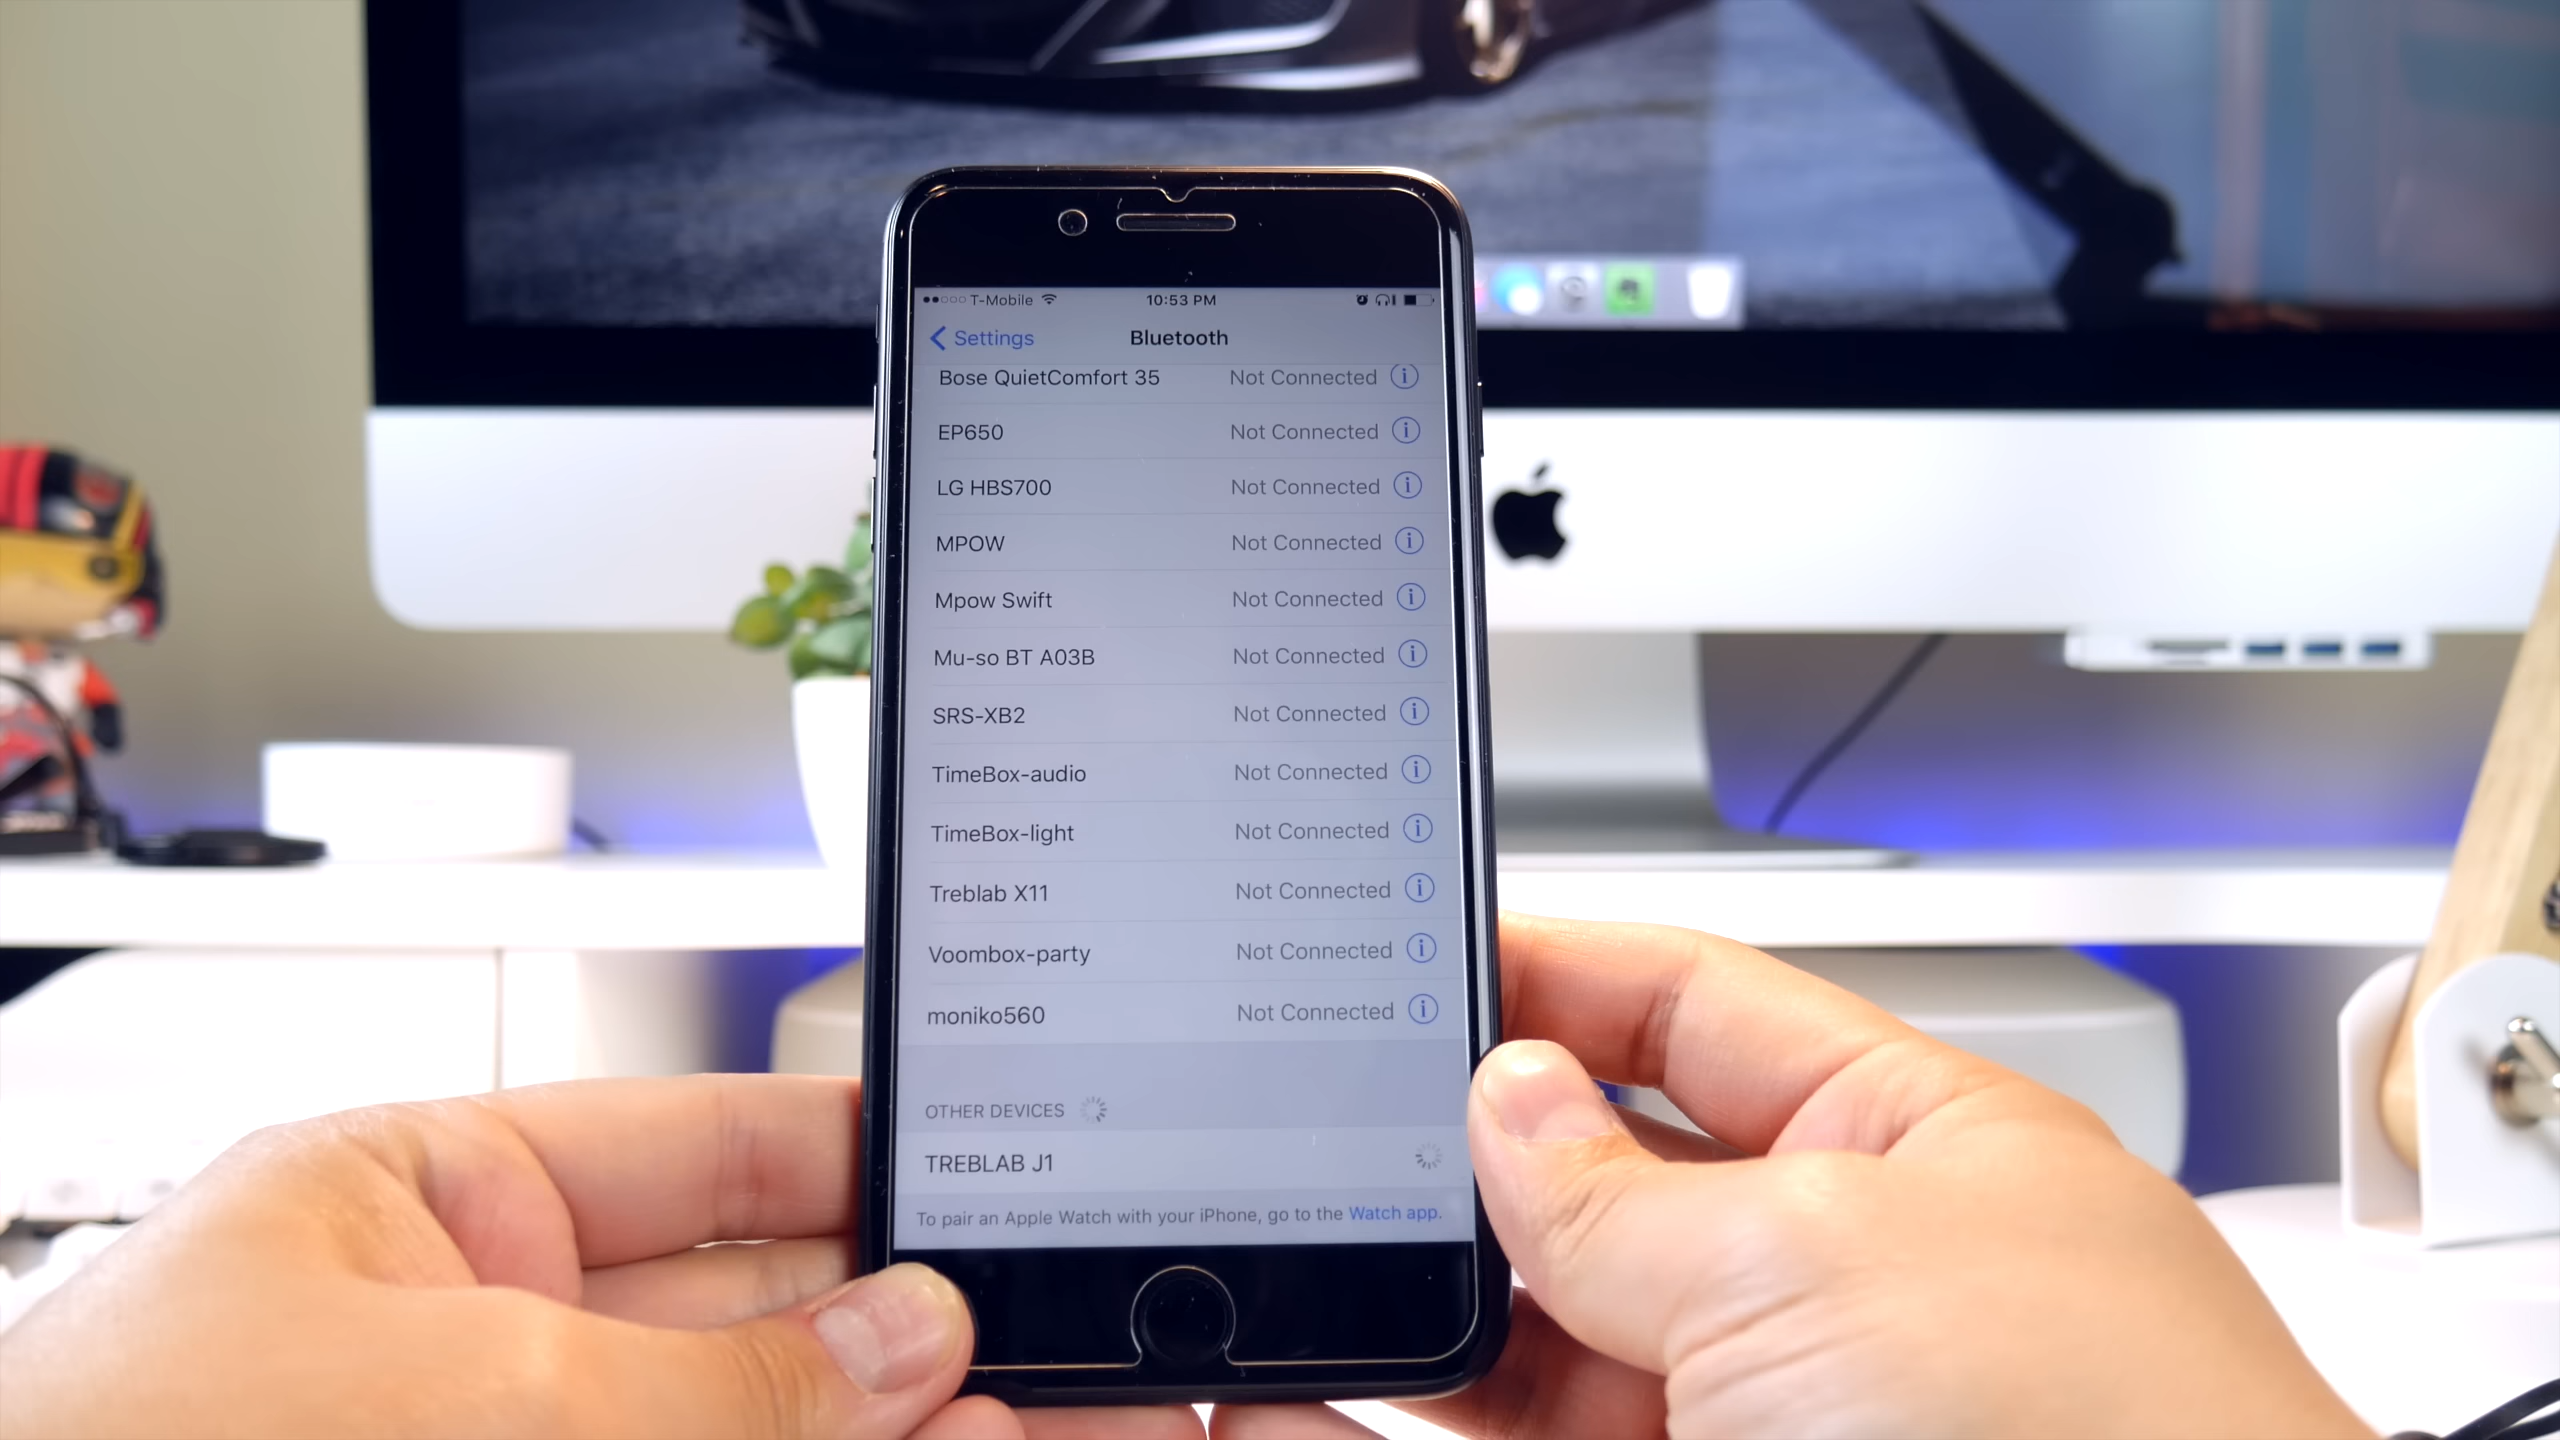 T-Mobile 10:53 PM
Settings Bluetooth
Bose QuietComfort 35 Not Connected
EP650 Not Connected
LG HBS700 Not Connected
MPOW Not Connected
Mpow Swift Not Connected
Mu-so BT A03B Not Connected
SRS-XB2 Not Connected
TimeBox-audio Not Connected
TimeBox-light Not Connected
Treblab X11 Not Connected
Voombox-party Not Connected
moniko560 Not Connected
OTHER DEVICES
TREBLAB J1
To pair an Apple Watch with your iPhone, go to the Watch app.